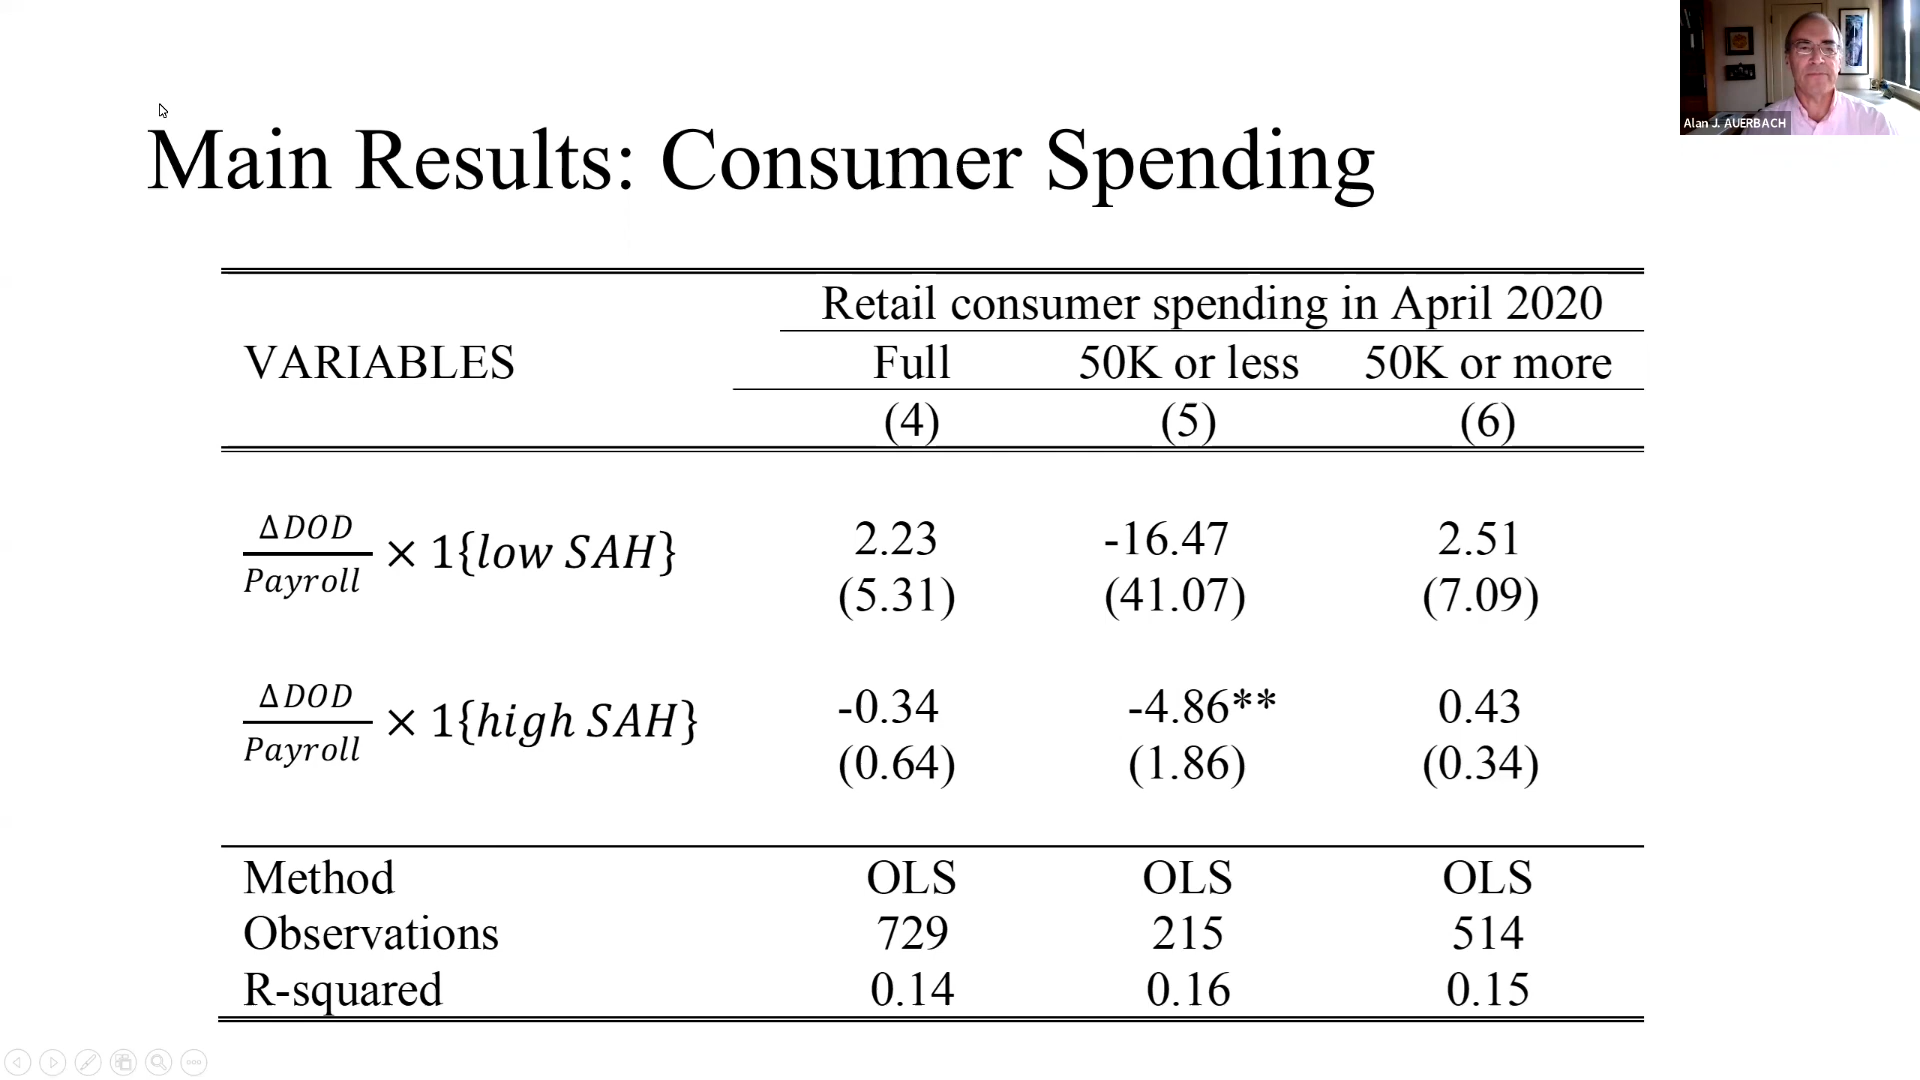 Alan J. AUERBACH
Main Results: Consumer Spending
Retail consumer spending in April 2020
VARIABLES Full 50K or less 50K or more
(4) (5) (6)
ΔDOD/Payroll × 1{low SAH} 2.23 -16.47 2.51
(5.31) (41.07) (7.09)
ΔDOD/Payroll × 1{high SAH} -0.34 -4.86** 0.43
(0.64) (1.86) (0.34)
Method OLS OLS OLS
Observations 729 215 514
R-squared 0.14 0.16 0.15